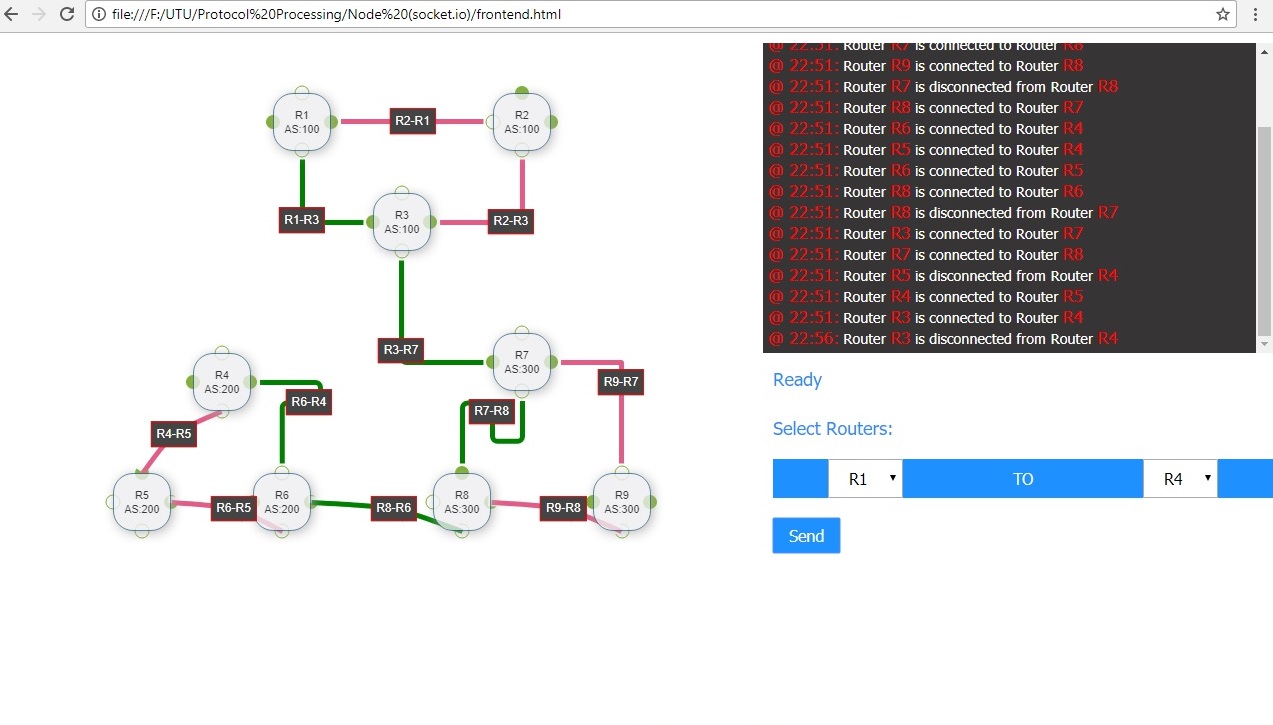 file:///F:/UTU/Protocol%20Processing/Node%20(socket.io)/frontend.html
R1
AS:100
R2-R1
R2
AS:100
R1-R3
R3
AS:100
R2-R3
R3-R7
R7
AS:300
R9-R7
R4
AS:200
R6-R4
R7-R8
R4-R5
R5
AS:200
R6-R5
R6
AS:200
R8-R6
R8
AS:300
R9-R8
R9
AS:300
@ 22:51: Router R7 is connected to Router R8
@ 22:51: Router R9 is connected to Router R8
@ 22:51: Router R7 is disconnected from Router R8
@ 22:51: Router R8 is connected to Router R7
@ 22:51: Router R6 is connected to Router R4
@ 22:51: Router R5 is connected to Router R4
@ 22:51: Router R6 is connected to Router R5
@ 22:51: Router R8 is connected to Router R6
@ 22:51: Router R8 is disconnected from Router R7
@ 22:51: Router R3 is connected to Router R7
@ 22:51: Router R7 is connected to Router R8
@ 22:51: Router R5 is disconnected from Router R4
@ 22:51: Router R4 is connected to Router R5
@ 22:51: Router R3 is connected to Router R4
@ 22:56: Router R3 is disconnected from Router R4
Ready
Select Routers:
R1 TO R4
Send